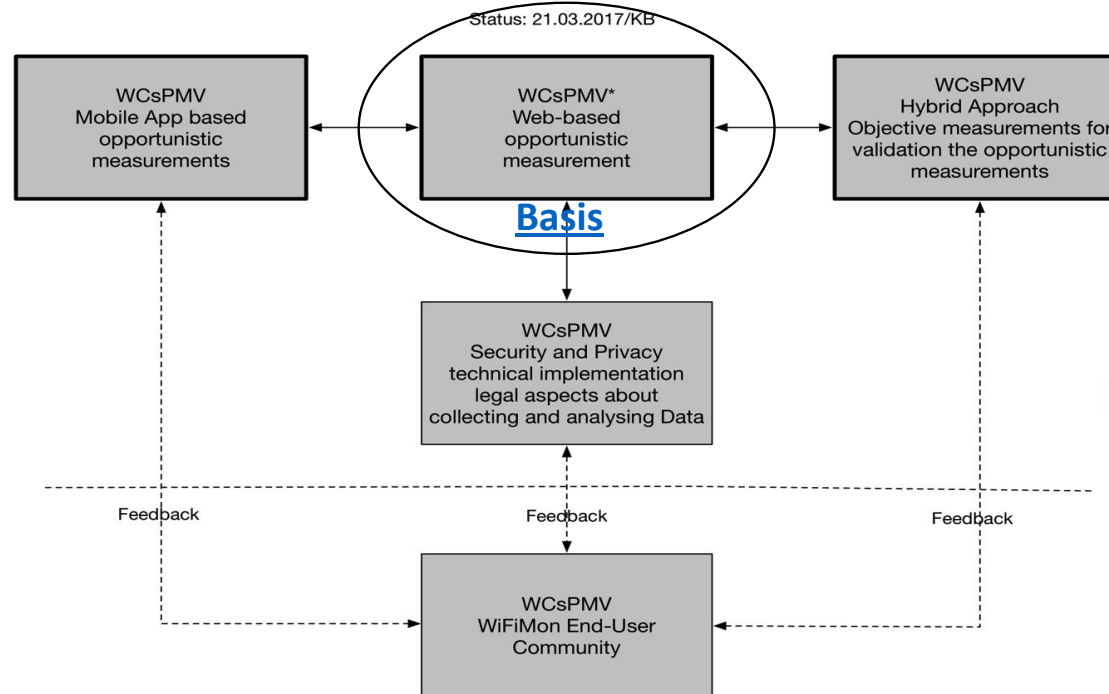 Status: 21.03.2017/KB
WCsPMV
Mobile App based
opportunistic
measurements
WCsPMV*
Web-based
opportunistic
measurement
WCsPMV
Hybrid Approach
Objective measurements for
validation the opportunistic
measurements
Basis
WCsPMV
Security and Privacy
technical implementation
legal aspects about
collecting and analysing Data
Feedback
Feedback
Feedback
WCsPMV
WiFiMon End-User
Community